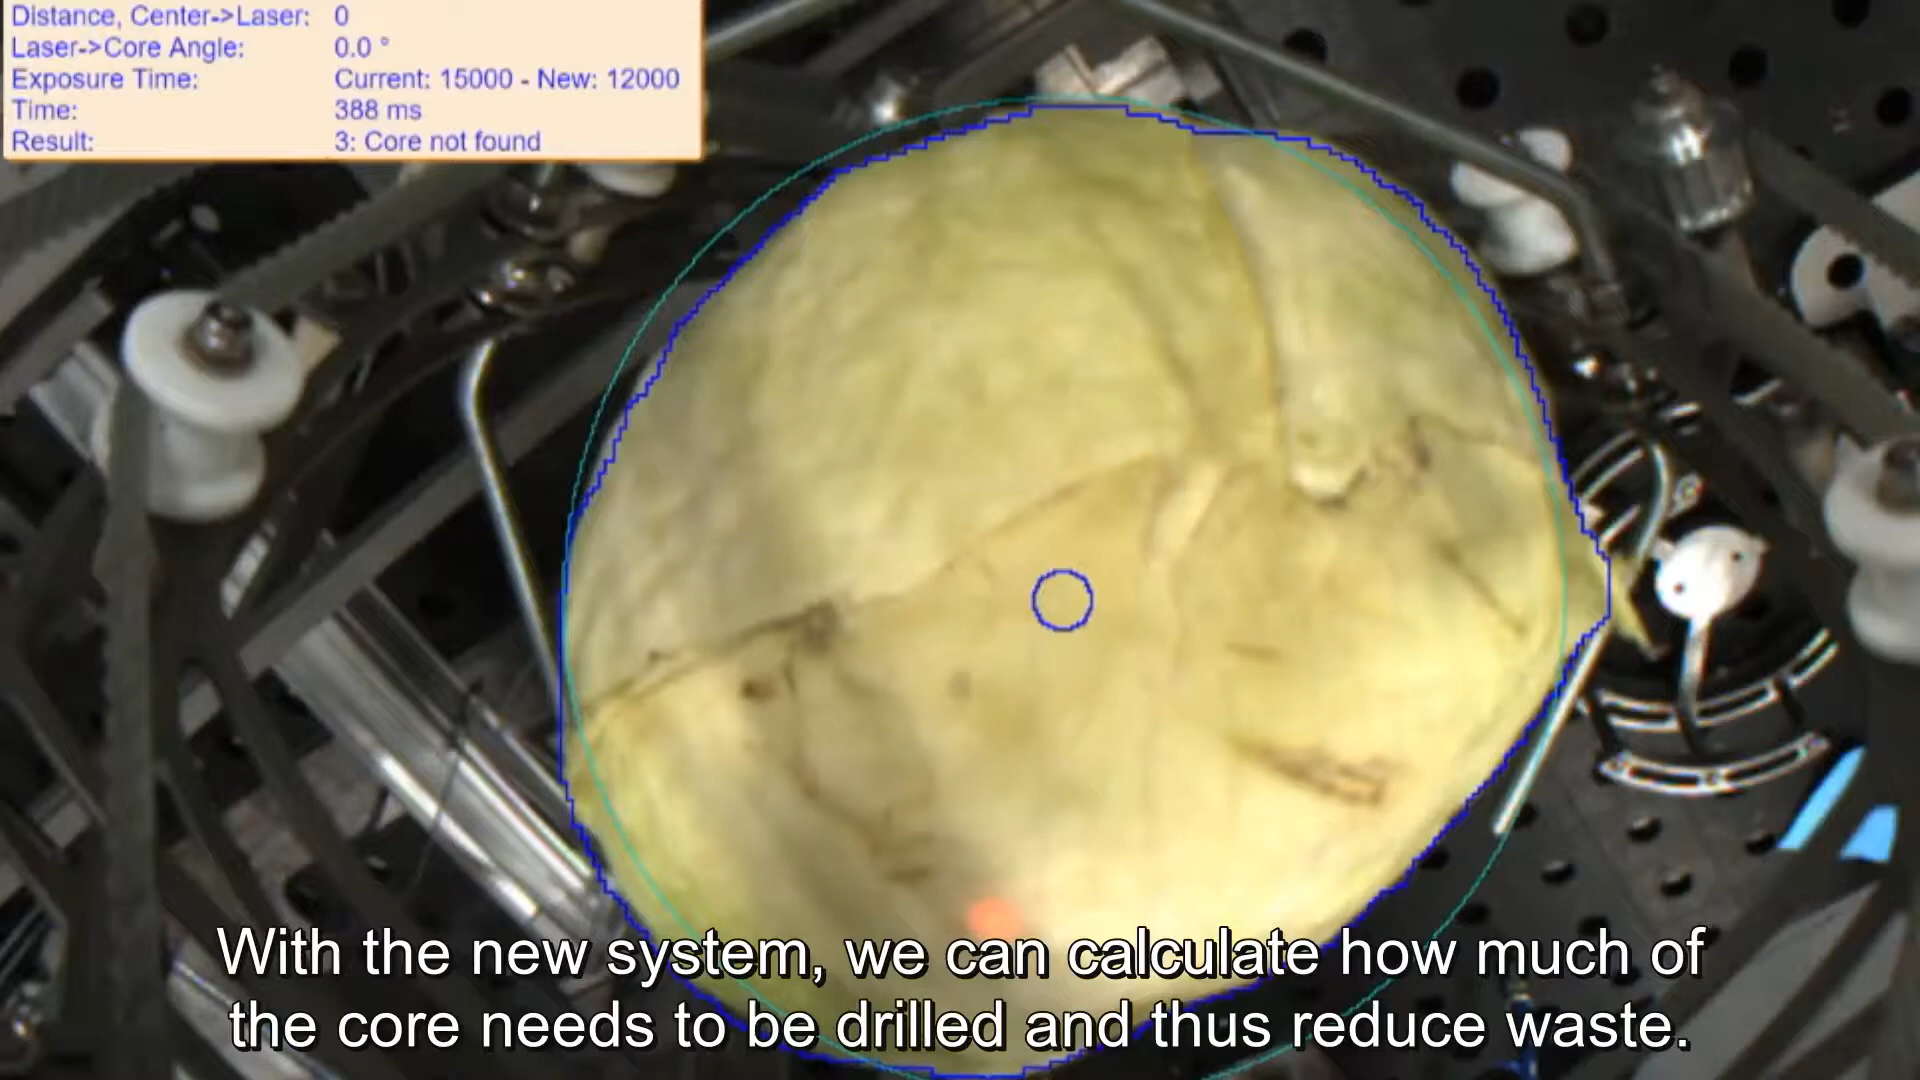 Distance, Center->Laser: 0
Laser->Core Angle: 0.0 °
Exposure Time: Current: 15000 - New: 12000
Time: 388 ms
Result: 3: Core not found
With the new system, we can calculate how much of
the core needs to be drilled and thus reduce waste.